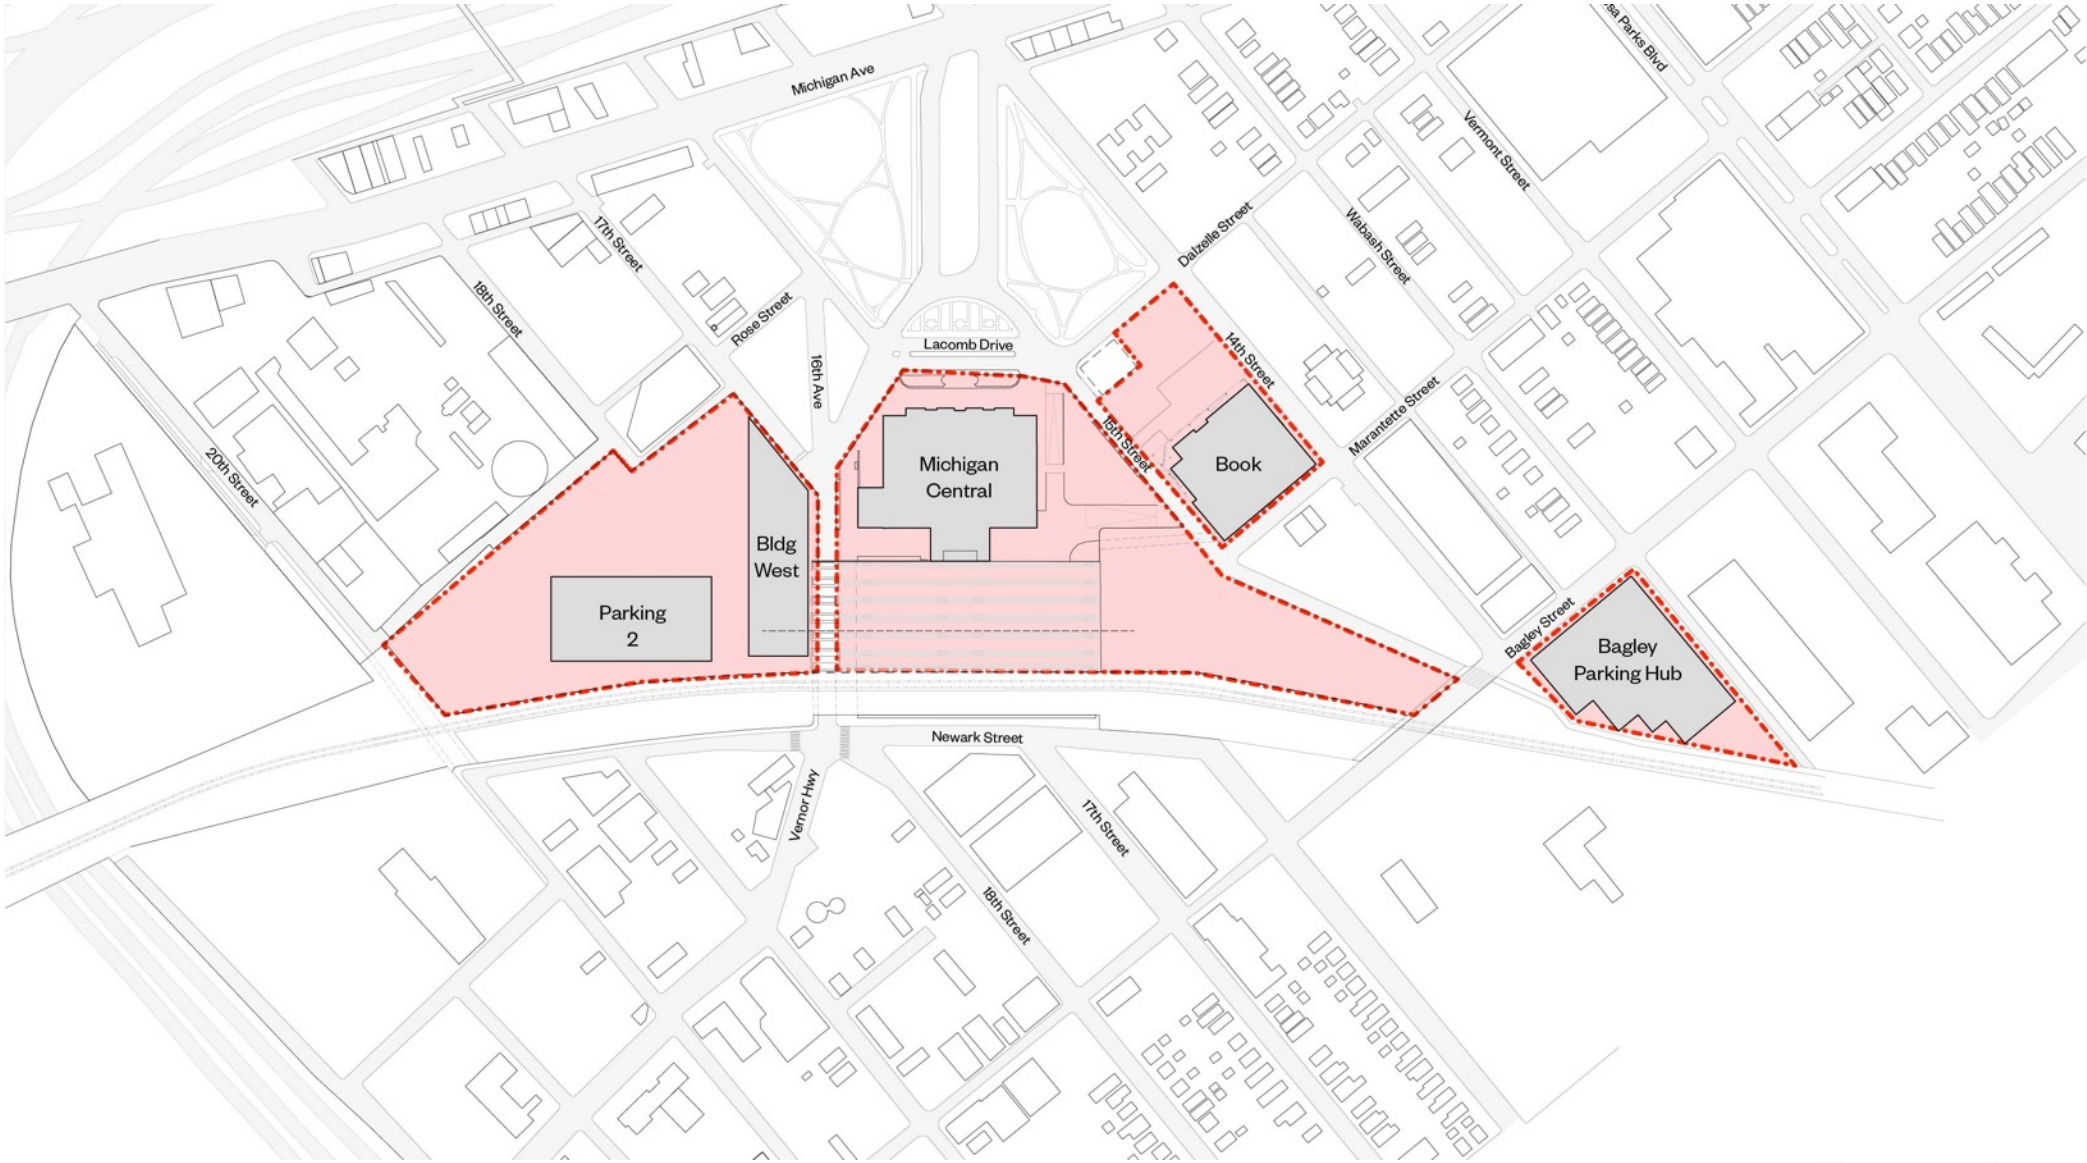 Michigan Ave
sa Parks Blvd
Vermont Street
17th Street
Dalzelle Street
Wabash Street
18th Street
Rose Street
16th Ave
Lacomb Drive
14th Street
20th Street
15th Street
Marantette Street
Michigan
Central
Book
Bldg
West
Parking
2
Bagley Street
Bagley
Parking Hub
Newark Street
Vernor Hwy
17th Street
18th Street